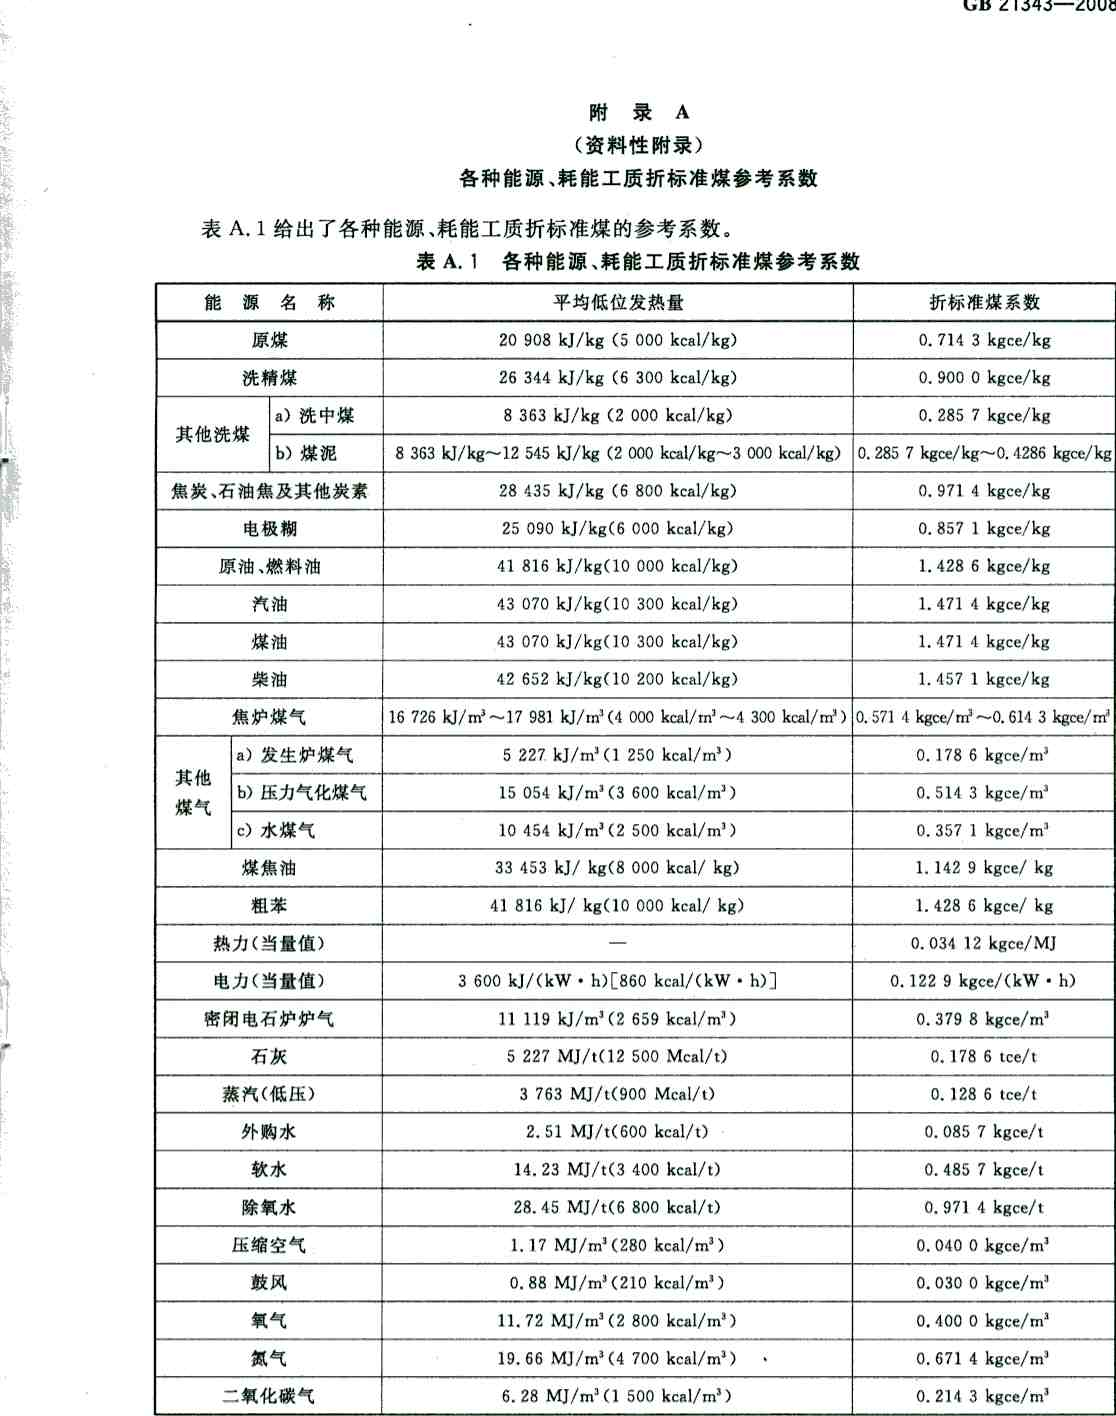 GB 21343—2008
附 录 A
(资料性附录)
各种能源、耗能工质折标准煤参考系数
表 A.1 给出了各种能源、耗能工质折标准煤的参考系数。
表 A.1 各种能源、耗能工质折标准煤参考系数
能 源 名 称 平均低位发热量 折标准煤系数
原煤 20 908 kJ/kg (5 000 kcal/kg) 0.714 3 kgce/kg
洗精煤 26 344 kJ/kg (6 300 kcal/kg) 0.900 0 kgce/kg
其他洗煤 a) 洗中煤 8 363 kJ/kg (2 000 kcal/kg) 0.285 7 kgce/kg
b) 煤泥 8 363 kJ/kg~12 545 kJ/kg (2 000 kcal/kg~3 000 kcal/kg) 0.285 7 kgce/kg~0.4286 kgce/kg
焦炭、石油焦及其他炭素 28 435 kJ/kg (6 800 kcal/kg) 0.971 4 kgce/kg
电极糊 25 090 kJ/kg(6 000 kcal/kg) 0.857 1 kgce/kg
原油、燃料油 41 816 kJ/kg(10 000 kcal/kg) 1.428 6 kgce/kg
汽油 43 070 kJ/kg(10 300 kcal/kg) 1.471 4 kgce/kg
煤油 43 070 kJ/kg(10 300 kcal/kg) 1.471 4 kgce/kg
柴油 42 652 kJ/kg(10 200 kcal/kg) 1.457 1 kgce/kg
焦炉煤气 16 726 kJ/m³~17 981 kJ/m³(4 000 kcal/m³~4 300 kcal/m³) 0.571 4 kgce/m³~0.614 3 kgce/m³
其他煤气 a) 发生炉煤气 5 227 kJ/m³(1 250 kcal/m³) 0.178 6 kgce/m³
b) 压力气化煤气 15 054 kJ/m³(3 600 kcal/m³) 0.514 3 kgce/m³
c) 水煤气 10 454 kJ/m³(2 500 kcal/m³) 0.357 1 kgce/m³
煤焦油 33 453 kJ/ kg(8 000 kcal/ kg) 1.142 9 kgce/ kg
粗苯 41 816 kJ/ kg(10 000 kcal/ kg) 1.428 6 kgce/ kg
热力(当量值) — 0.034 12 kgce/MJ
电力(当量值) 3 600 kJ/(kW·h)[860 kcal/(kW·h)] 0.122 9 kgce/(kW·h)
密闭电石炉炉气 11 119 kJ/m³(2 659 kcal/m³) 0.379 8 kgce/m³
石灰 5 227 MJ/t(12 500 Mcal/t) 0.178 6 tce/t
蒸汽(低压) 3 763 MJ/t(900 Mcal/t) 0.128 6 tce/t
外购水 2.51 MJ/t(600 kcal/t) 0.085 7 kgce/t
软水 14.23 MJ/t(3 400 kcal/t) 0.485 7 kgce/t
除氧水 28.45 MJ/t(6 800 kcal/t) 0.971 4 kgce/t
压缩空气 1.17 MJ/m³(280 kcal/m³) 0.040 0 kgce/m³
鼓风 0.88 MJ/m³(210 kcal/m³) 0.030 0 kgce/m³
氧气 11.72 MJ/m³(2 800 kcal/m³) 0.400 0 kgce/m³
氮气 19.66 MJ/m³(4 700 kcal/m³) 0.671 4 kgce/m³
二氧化碳气 6.28 MJ/m³(1 500 kcal/m³) 0.214 3 kgce/m³